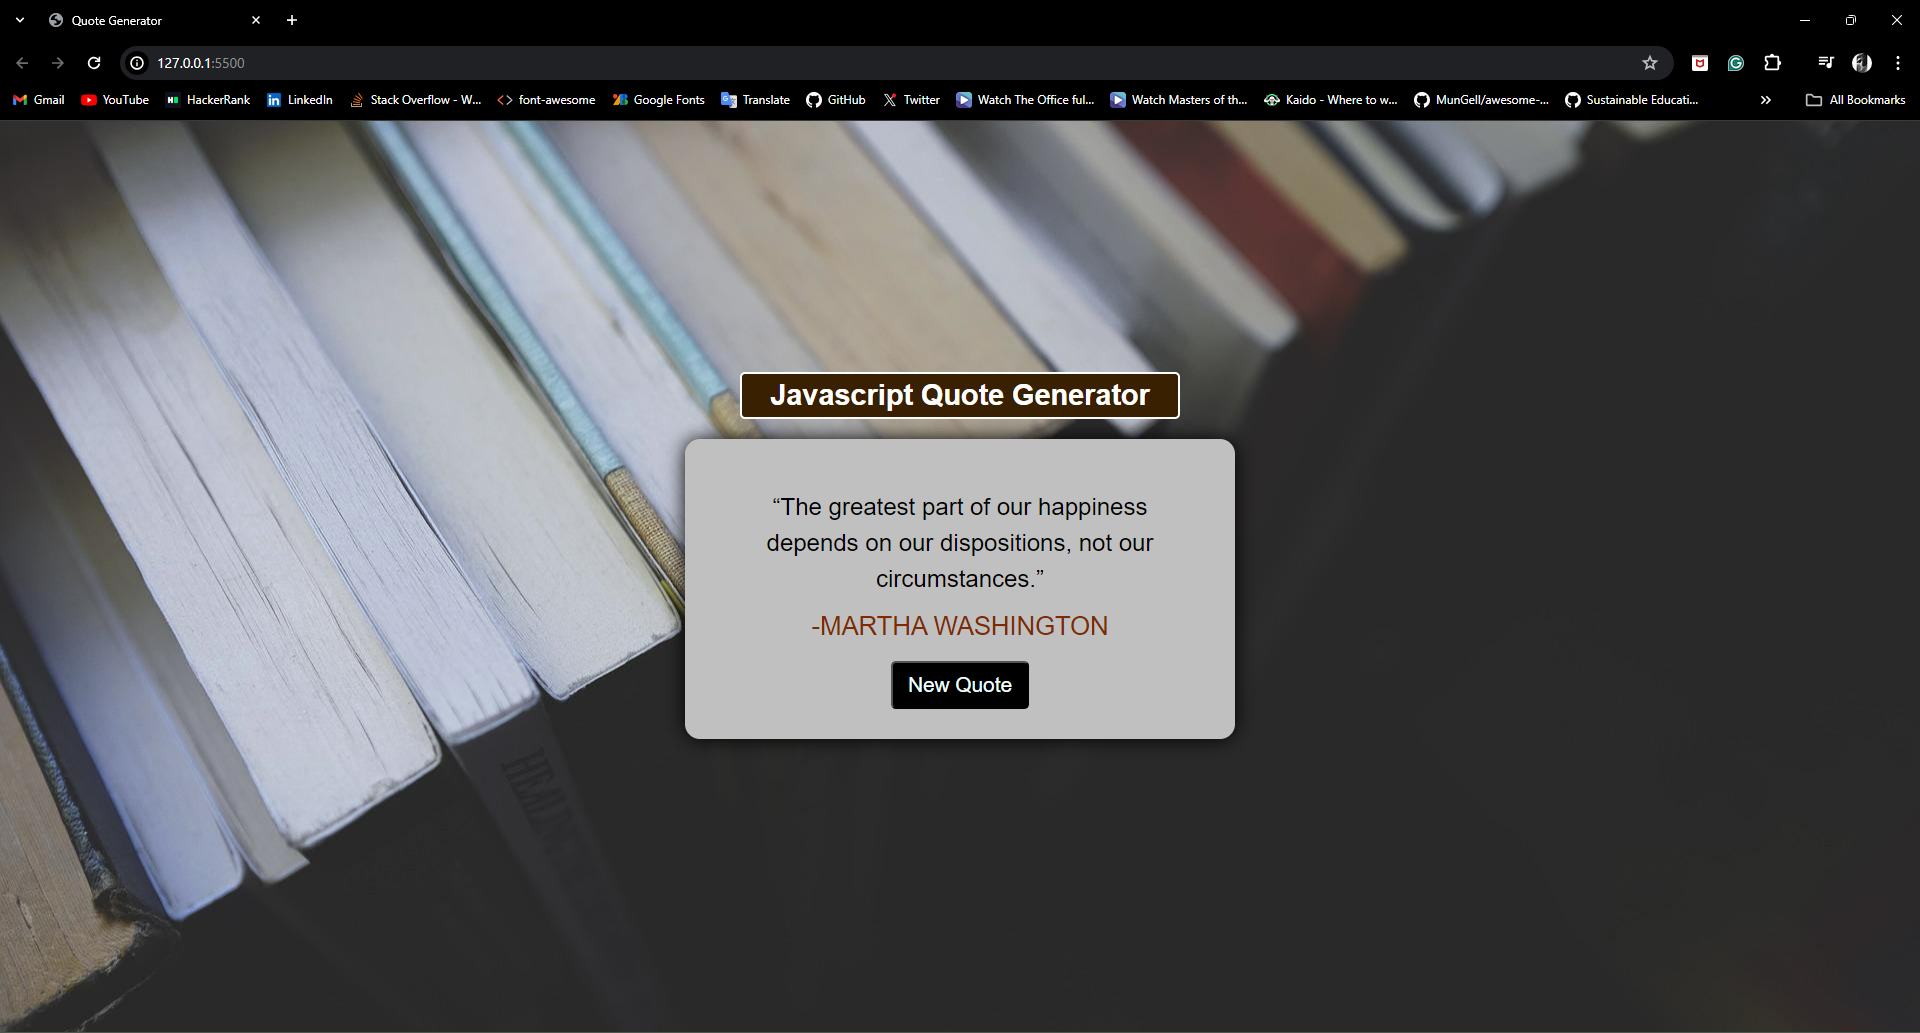 Quote Generator
127.0.0.1:5500
Gmail YouTube HackerRank LinkedIn Stack Overflow - W... font-awesome Google Fonts Translate GitHub Twitter Watch The Office ful... Watch Masters of th... Kaido - Where to w... MunGell/awesome-... Sustainable Educati... All Bookmarks
Javascript Quote Generator
“The greatest part of our happiness
depends on our dispositions, not our
circumstances.”
-MARTHA WASHINGTON
New Quote